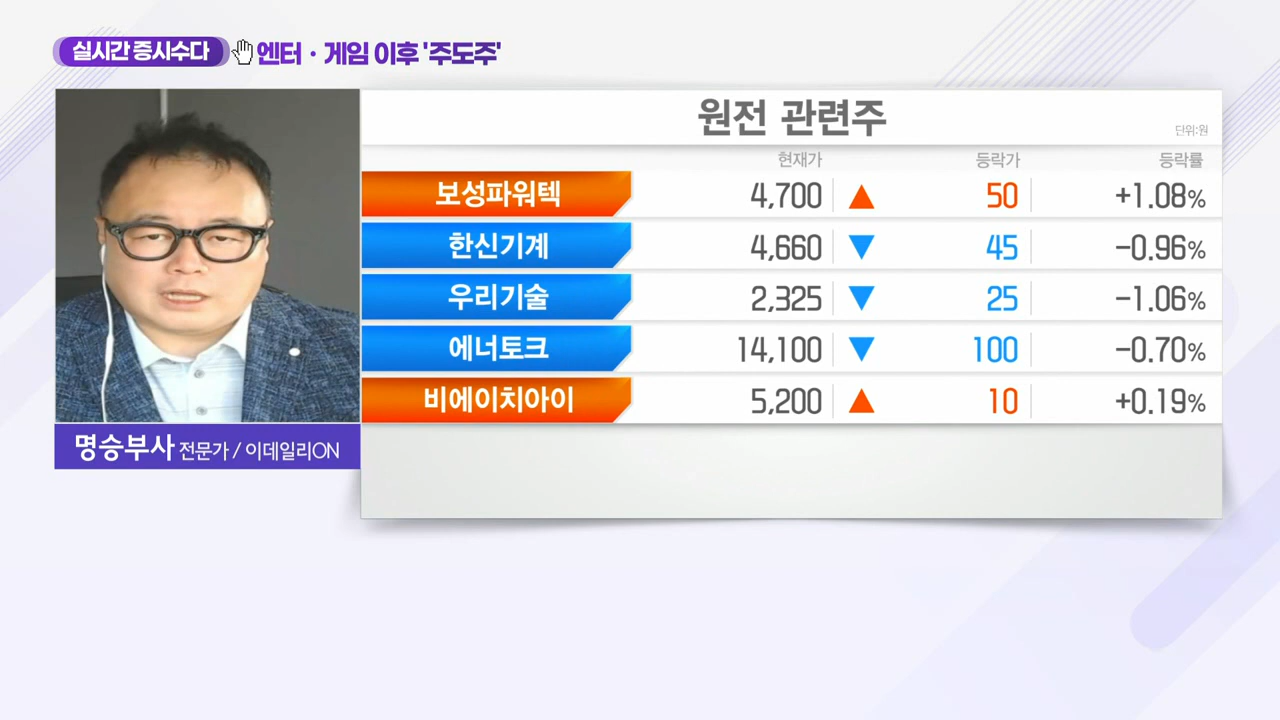 실시간 증시수다 엔터·게임 이후 '주도주'
원전 관련주
단위:원
현재가 등락가 등락률
보성파워텍 4,700 ▲ 50 +1.08%
한신기계 4,660 ▼ 45 -0.96%
우리기술 2,325 ▼ 25 -1.06%
에너토크 14,100 ▼ 100 -0.70%
비에이치아이 5,200 ▲ 10 +0.19%
명승부사 전문가 / 이데일리ON